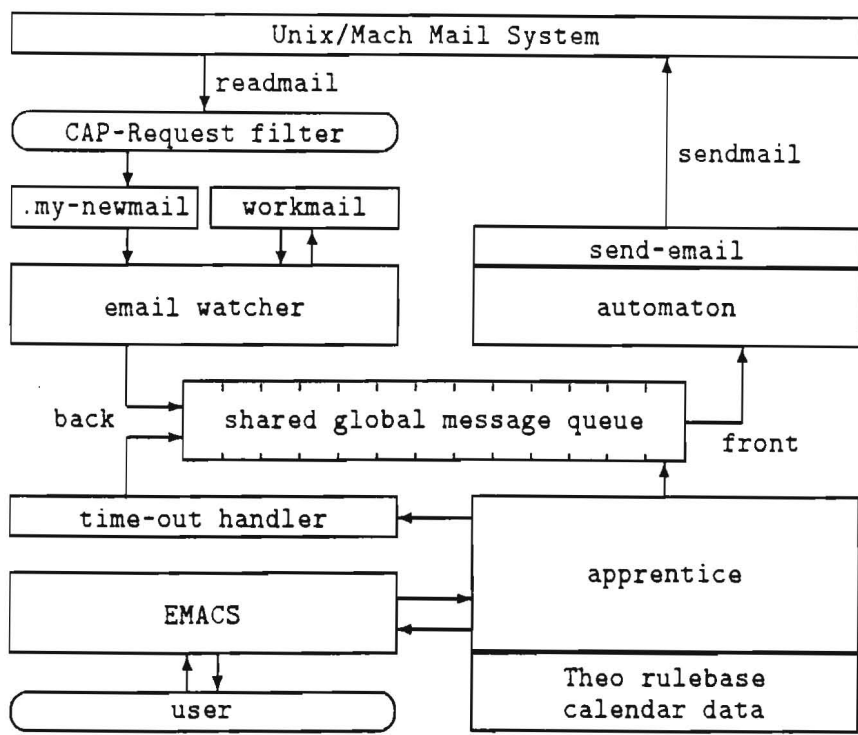 Unix/Mach Mail System
readmail
CAP-Request filter
sendmail
.my-newmail
workmail
send-email
email watcher
automaton
back
shared global message queue
front
time-out handler
apprentice
EMACS
Theo rulebase
calendar data
user